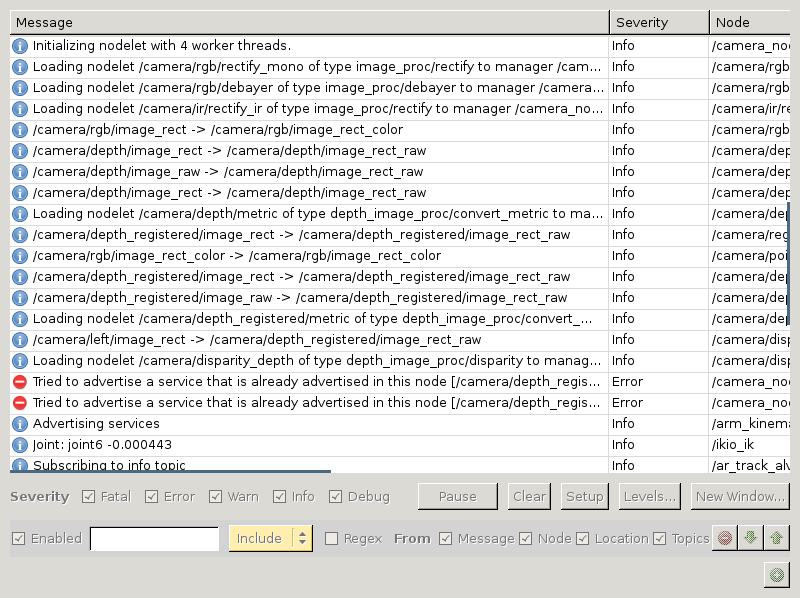 Message Severity Node
Initializing nodelet with 4 worker threads. Info /camera_no
Loading nodelet /camera/rgb/rectify_mono of type image_proc/rectify to manager /cam... Info /camera/rgb
Loading nodelet /camera/rgb/debayer of type image_proc/debayer to manager /camera... Info /camera/rgb
Loading nodelet /camera/ir/rectify_ir of type image_proc/rectify to manager /camera_no... Info /camera/ir/re
/camera/rgb/image_rect -> /camera/rgb/image_rect_color Info /camera/rgb
/camera/depth/image_rect -> /camera/depth/image_rect_raw Info /camera/dep
/camera/depth/image_raw -> /camera/depth/image_rect_raw Info /camera/dep
/camera/depth/image_rect -> /camera/depth/image_rect_raw Info /camera/dep
Loading nodelet /camera/depth/metric of type depth_image_proc/convert_metric to ma... Info /camera/dep
/camera/depth_registered/image_rect -> /camera/depth_registered/image_rect_raw Info /camera/reg
/camera/rgb/image_rect_color -> /camera/rgb/image_rect_color Info /camera/poi
/camera/depth_registered/image_rect -> /camera/depth_registered/image_rect_raw Info /camera/dep
/camera/depth_registered/image_raw -> /camera/depth_registered/image_rect_raw Info /camera/dep
Loading nodelet /camera/depth_registered/metric of type depth_image_proc/convert_... Info /camera/dep
/camera/left/image_rect -> /camera/depth_registered/image_rect_raw Info /camera/disp
Loading nodelet /camera/disparity_depth of type depth_image_proc/disparity to manag... Info /camera/disp
Tried to advertise a service that is already advertised in this node [/camera/depth_regis... Error /camera_no
Tried to advertise a service that is already advertised in this node [/camera/depth_regis... Error /camera_no
Advertising services Info /arm_kinema
Joint: joint6 -0.000443 Info /ikio_ik
Subscribing to info topic Info /ar_track_alv
Severity Fatal Error Warn Info Debug Pause Clear Setup Levels... New Window...
Enabled Include Regex From Message Node Location Topics